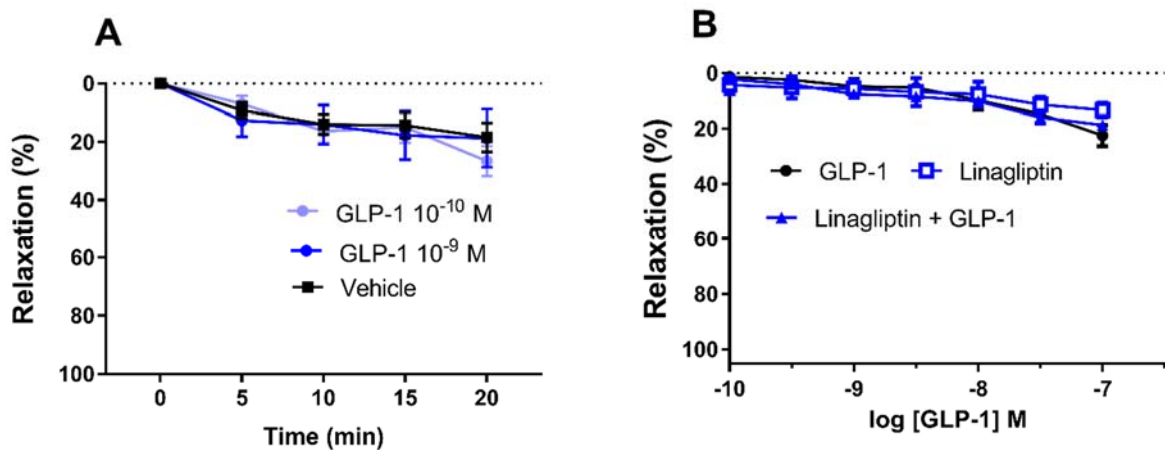 A
0
20
40
60
80
100
Relaxation (%)
GLP-1 10-10 M
GLP-1 10-9 M
Vehicle
0 5 10 15 20
Time (min)
B
0
20
40
60
80
100
Relaxation (%)
GLP-1 Linagliptin
Linagliptin + GLP-1
-10 -9 -8 -7
log [GLP-1] M